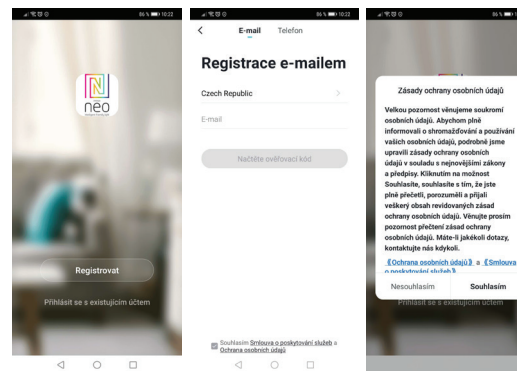 86 % 10:22
neo
Registrovat
Přihlásit se s existujícím účtem
86 % 10:22
E-mail Telefon
Registrace e-mailem
Czech Republic
E-mail
Načtěte ověřovací kód
Souhlasím Smlouva o poskytování služeb a
Ochrana osobních údajů
86 %
Zásady ochrany osobních údajů
Velkou pozornost věnujeme soukromí
osobních údajů. Abychom plně
informovali o shromažďování a používání
vašich osobních údajů, podrobně jsme
upravili zásady ochrany osobních
údajů v souladu s nejnovějšími zákony
a předpisy. Kliknutím na možnost
Souhlasíte, souhlasíte s tím, že jste
plně přečetli, porozuměli a přijali
veškerý obsah revidovaných zásad
ochrany osobních údajů. Věnujte prosím
pozornost přečtení zásad ochrany
osobních údajů. Máte-li jakékoli dotazy,
kontaktujte nás kdykoli.
《Ochrana osobních údajů》 a 《Smlouva
o poskytování služeb》
Nesouhlasím Souhlasím
Přihlásit se s existujícím účtem